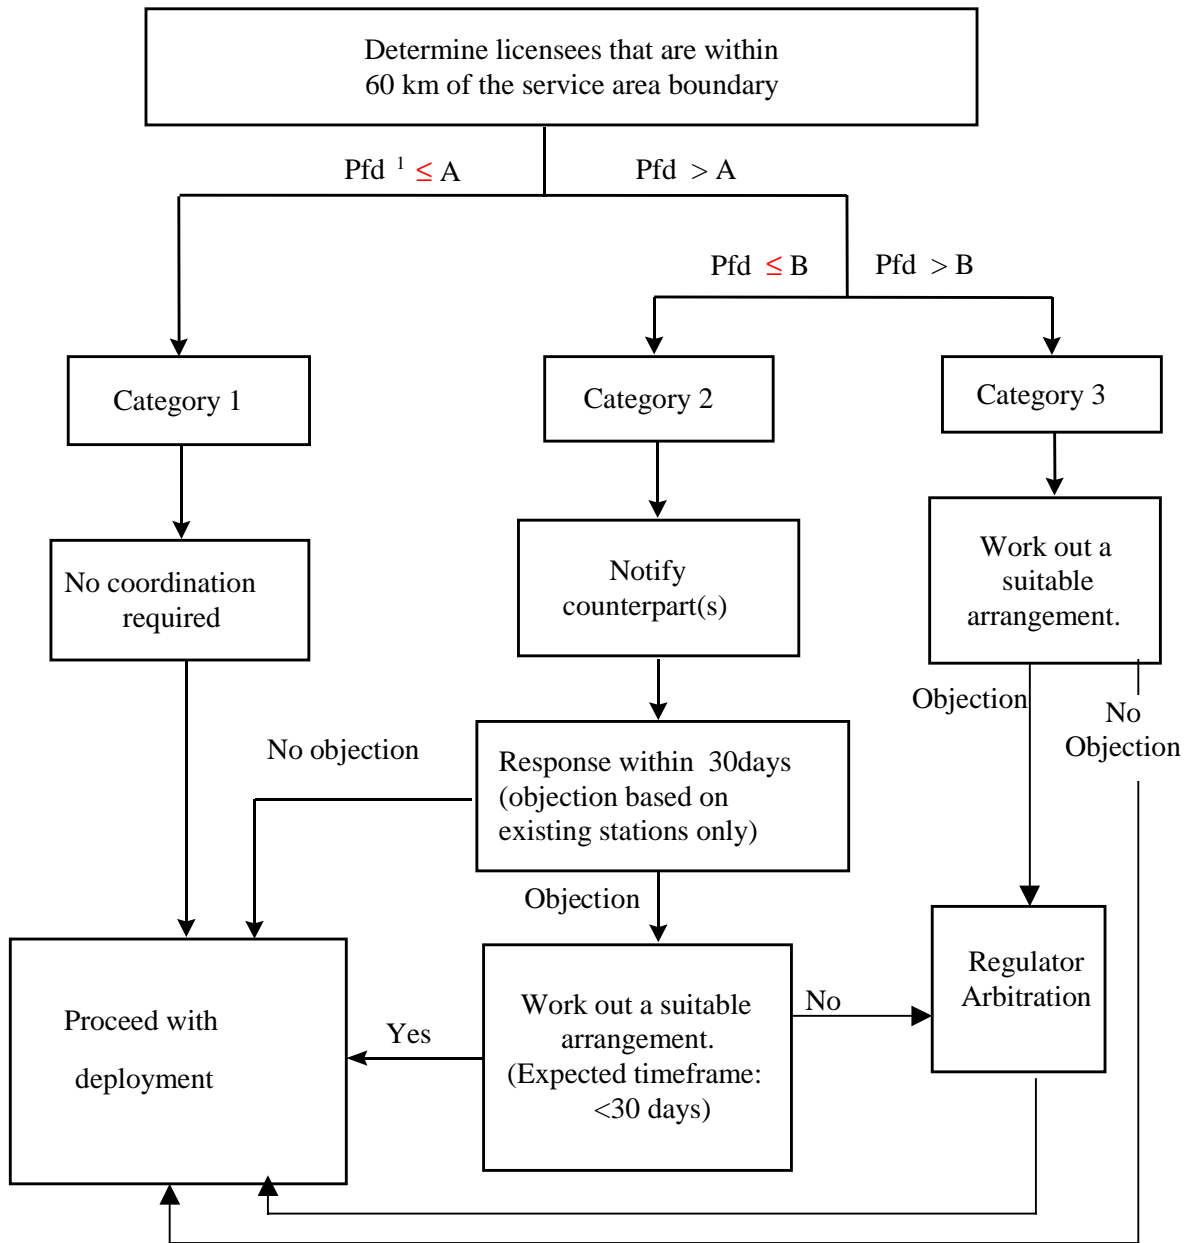 Determine licensees that are within
60 km of the service area boundary
Pfd ¹ ≤ A
Pfd > A
Pfd ≤ B
Pfd > B
Category 1
Category 2
Category 3
No coordination
required
Notify
counterpart(s)
Work out a
suitable
arrangement.
Objection
No
Objection
No objection
Response within 30days
(objection based on
existing stations only)
Objection
Proceed with
deployment
Yes
Work out a suitable
arrangement.
(Expected timeframe:
<30 days)
No
Regulator
Arbitration